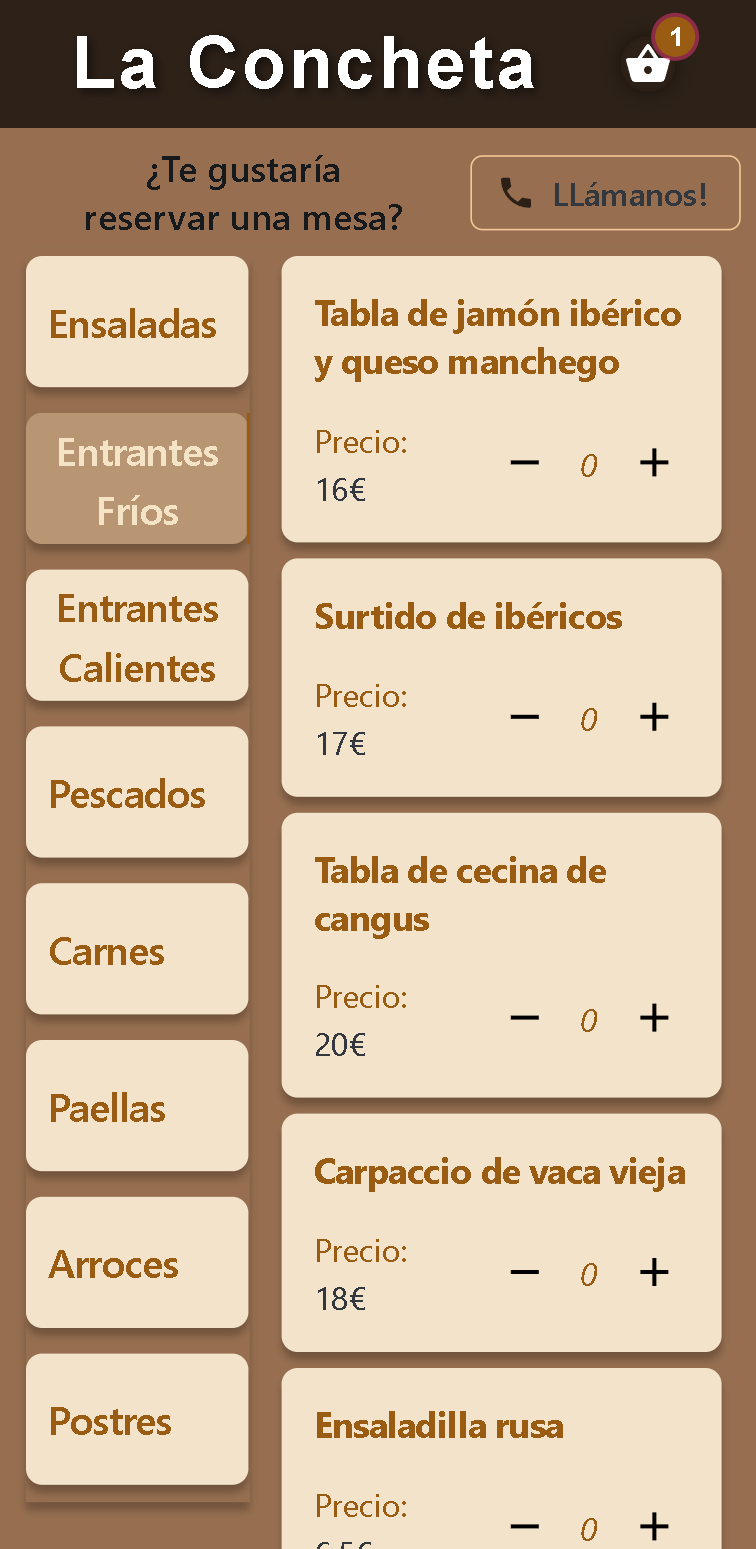 La Concheta
1
¿Te gustaría
reservar una mesa?
LLámanos!
Ensaladas
Entrantes
Fríos
Entrantes
Calientes
Pescados
Carnes
Paellas
Arroces
Postres
Tabla de jamón ibérico
y queso manchego
Precio:
16€
− 0 +
Surtido de ibéricos
Precio:
17€
− 0 +
Tabla de cecina de
cangus
Precio:
20€
− 0 +
Carpaccio de vaca vieja
Precio:
18€
− 0 +
Ensaladilla rusa
Precio:
− 0 +